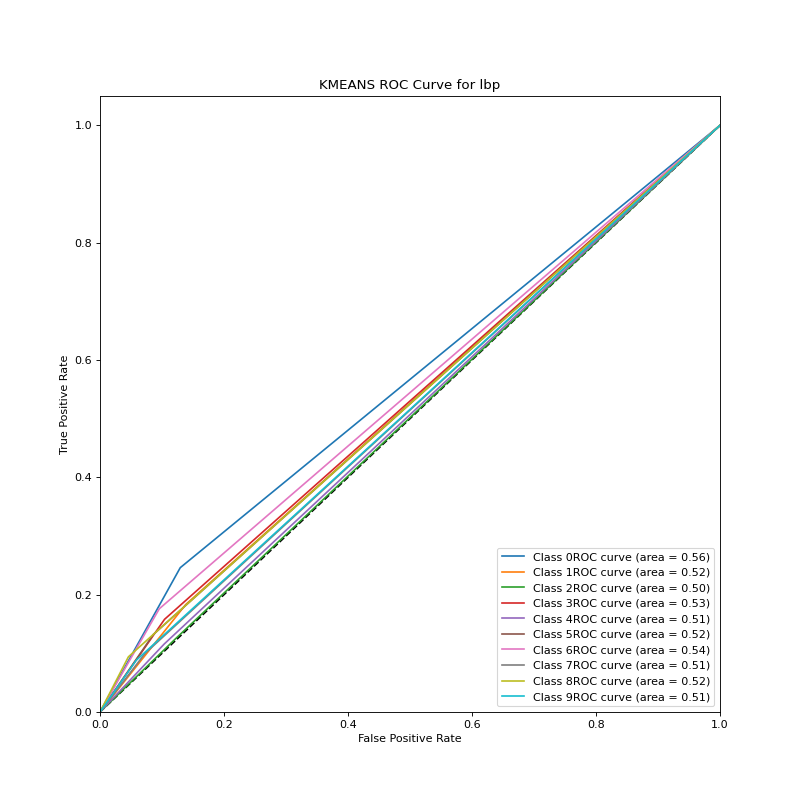 KMEANS ROC Curve for lbp
1.0
0.8
0.6
0.4
0.2
0.0
True Positive Rate
0.0 0.2 0.4 0.6 0.8 1.0
False Positive Rate
Class 0ROC curve (area = 0.56)
Class 1ROC curve (area = 0.52)
Class 2ROC curve (area = 0.50)
Class 3ROC curve (area = 0.53)
Class 4ROC curve (area = 0.51)
Class 5ROC curve (area = 0.52)
Class 6ROC curve (area = 0.54)
Class 7ROC curve (area = 0.51)
Class 8ROC curve (area = 0.52)
Class 9ROC curve (area = 0.51)